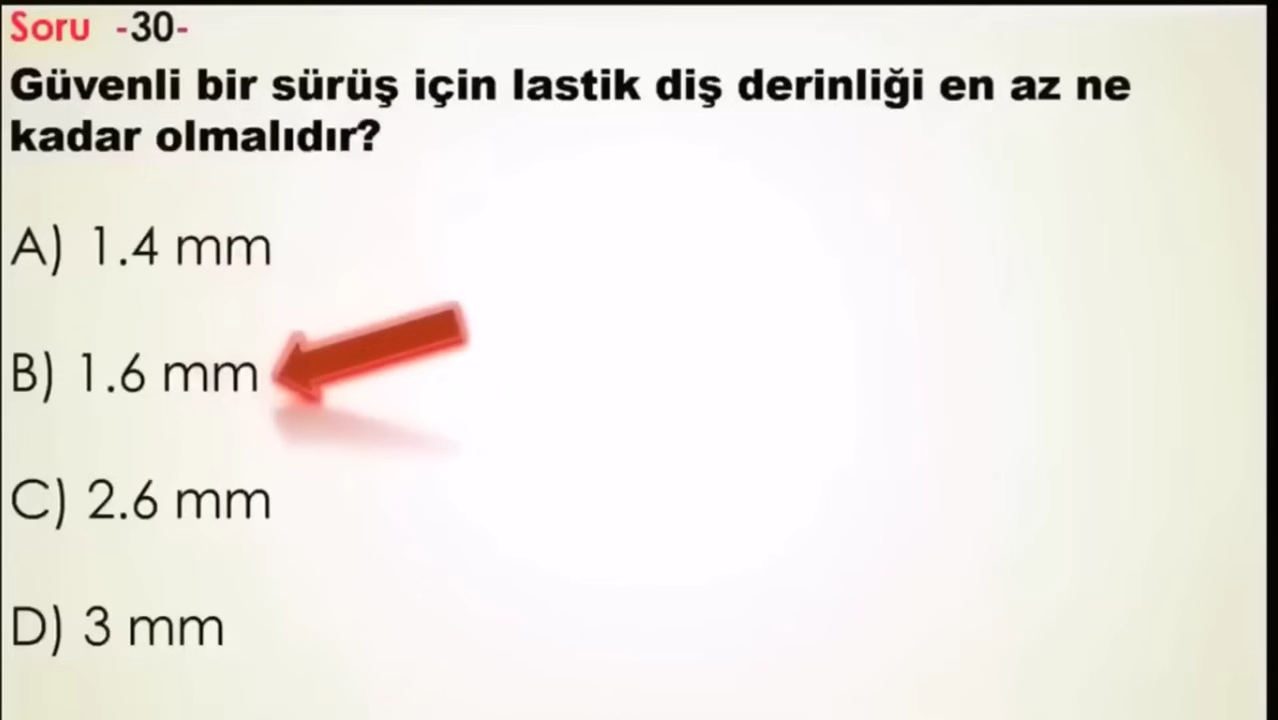 Soru -30-
Güvenli bir sürüş için lastik diş derinliği en az ne
kadar olmalıdır?
A) 1.4 mm
B) 1.6 mm
C) 2.6 mm
D) 3 mm